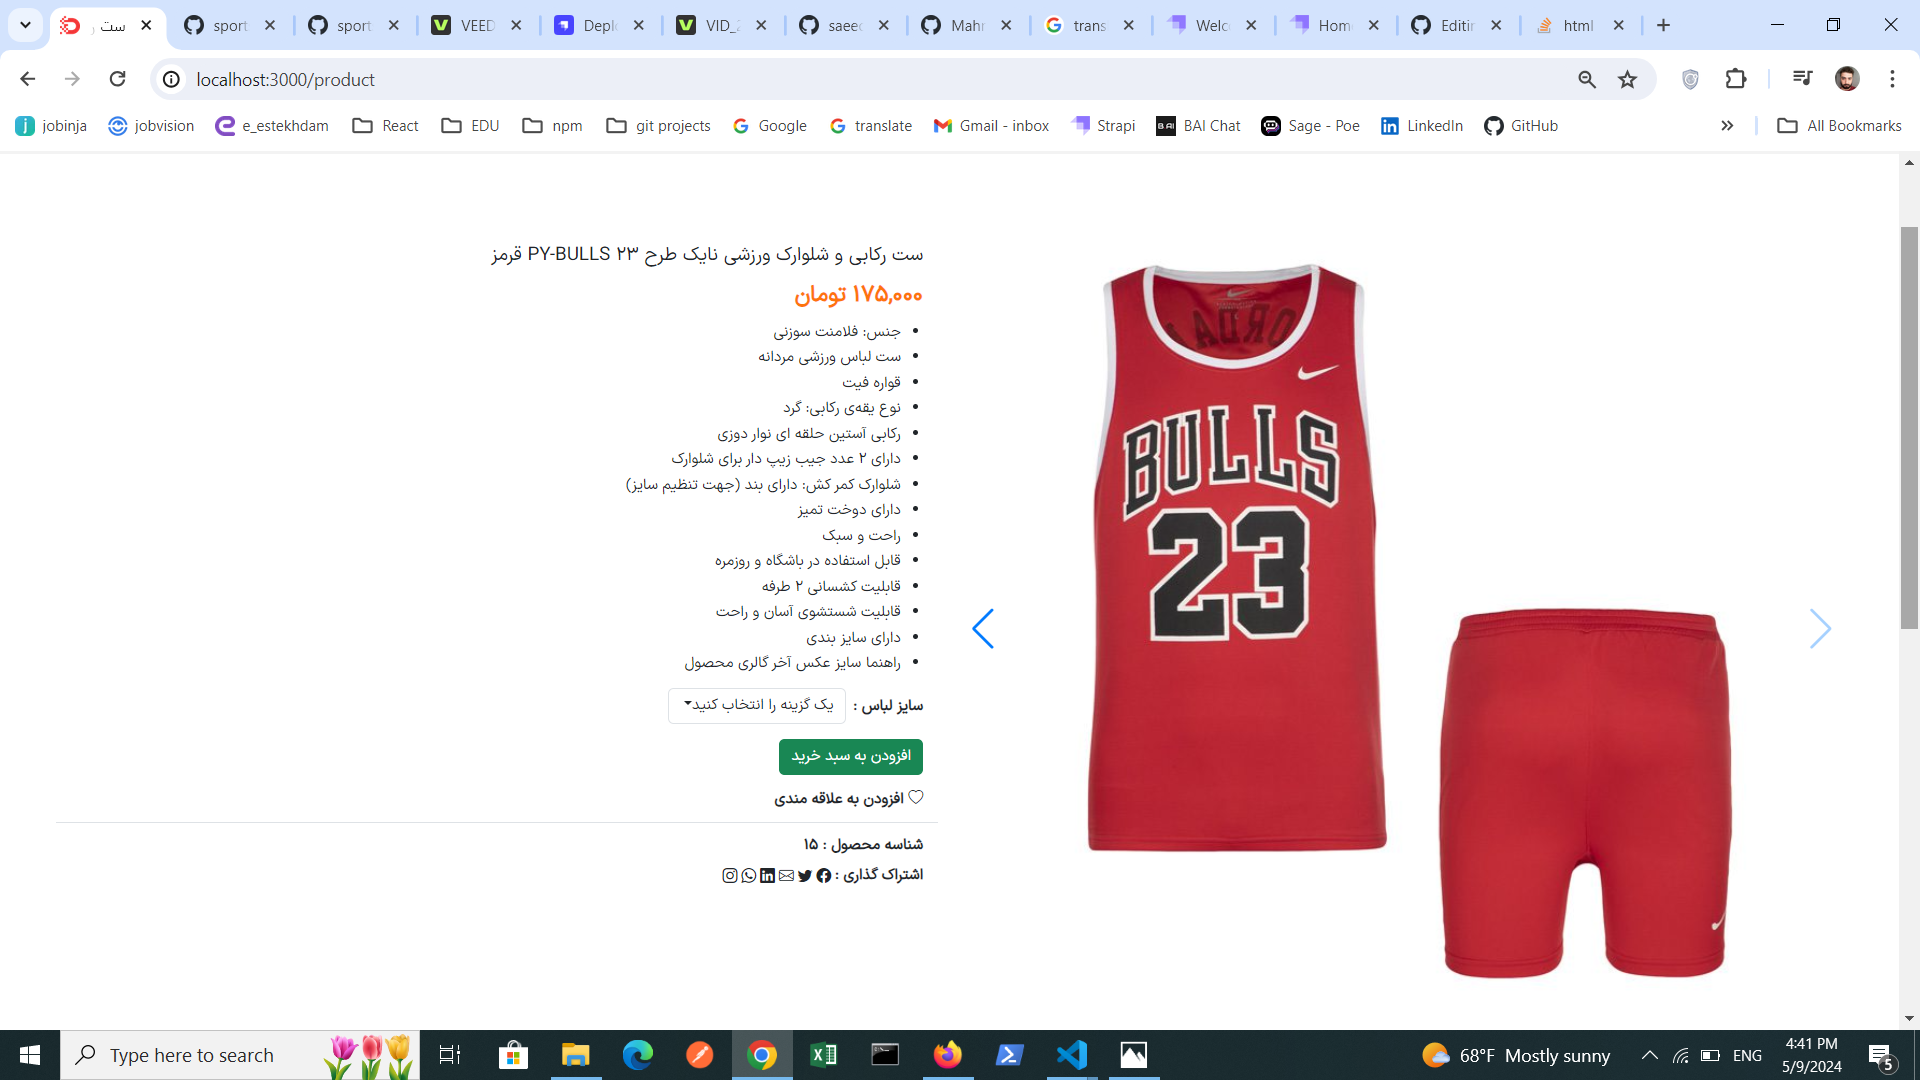 ست ر
sport
sport
VEED
Deplo
VID_2
saeed
Mahr
trans
Welc
Hom
Editin
html
localhost:3000/product
jobinja
jobvision
e_estekhdam
React
EDU
npm
git projects
Google
translate
Gmail - inbox
Strapi
BAI Chat
Sage - Poe
LinkedIn
GitHub
All Bookmarks
ست رکابی و شلوارک ورزشی نایک طرح PY-BULLS ۲۳ قرمز
۱۷۵,۰۰۰ تومان
جنس: فلامنت سوزنی
ست لباس ورزشی مردانه
قواره فیت
نوع یقه‌ی رکابی: گرد
رکابی آستین حلقه ای نوار دوزی
دارای ۲ عدد جیب زیپ دار برای شلوارک
شلوارک کمر کش: دارای بند (جهت تنظیم سایز)
دارای دوخت تمیز
راحت و سبک
قابل استفاده در باشگاه و روزمره
قابلیت کشسانی ۲ طرفه
قابلیت شستشوی آسان و راحت
دارای سایز بندی
راهنما سایز عکس آخر گالری محصول
سایز لباس :
یک گزینه را انتخاب کنید
افزودن به سبد خرید
افزودن به علاقه مندی
شناسه محصول : ۱۵
اشتراک گذاری :
BULLS
23
Type here to search
68°F Mostly sunny
ENG
4:41 PM
5/9/2024
5